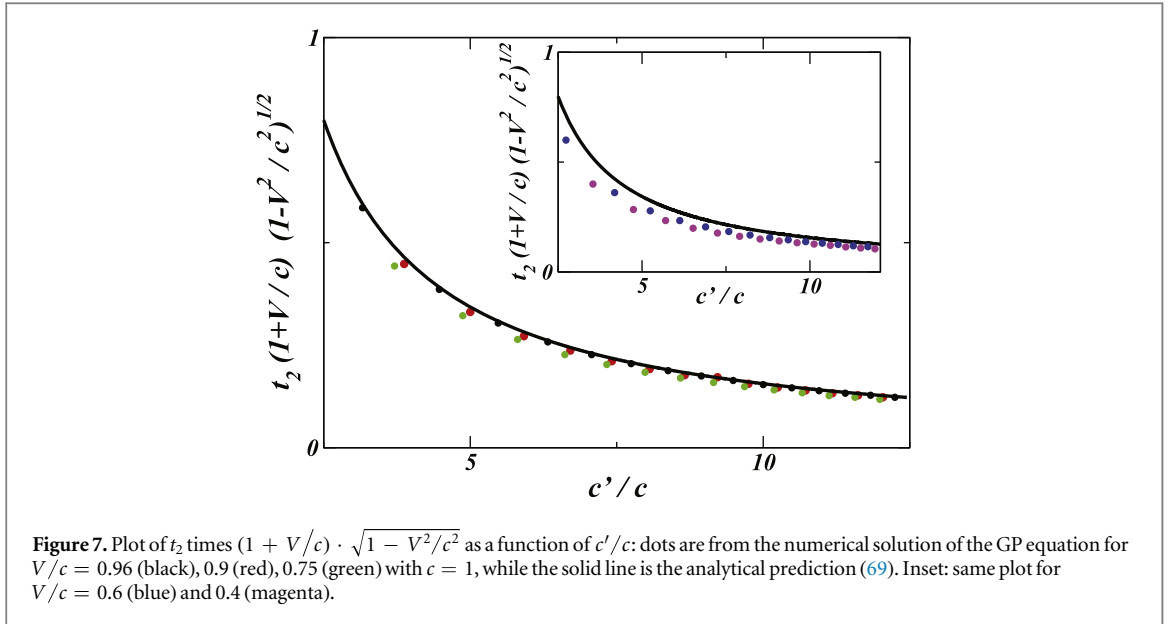 1
t2 (1+V/c) (1-V2/c2)1/2
0
5
10
c'/c
1
t2 (1+V/c) (1-V2/c2)1/2
0
5
10
c'/c
Figure 7. Plot of t2 times (1 + V/c) · √1 − V2/c2 as a function of c′/c: dots are from the numerical solution of the GP equation for
V/c = 0.96 (black), 0.9 (red), 0.75 (green) with c = 1, while the solid line is the analytical prediction (69). Inset: same plot for
V/c = 0.6 (blue) and 0.4 (magenta).